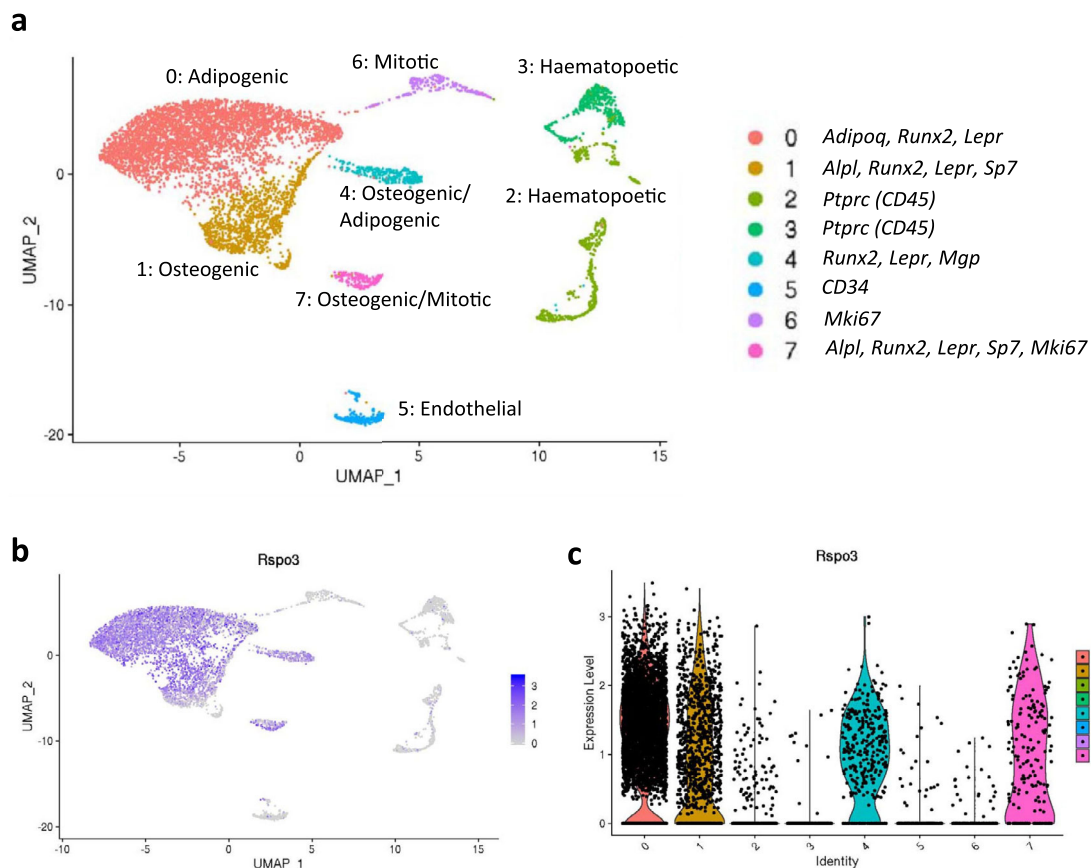 a
0: Adipogenic
6: Mitotic
3: Haematopoetic
4: Osteogenic/
Adipogenic
2: Haematopoetic
1: Osteogenic
7: Osteogenic/Mitotic
5: Endothelial
0
-10
-20
UMAP_2
-5
0
5
10
15
UMAP_1
0 Adipoq, Runx2, Lepr
1 Alpl, Runx2, Lepr, Sp7
2 Ptprc (CD45)
3 Ptprc (CD45)
4 Runx2, Lepr, Mgp
5 CD34
6 Mki67
7 Alpl, Runx2, Lepr, Sp7, Mki67
b
Rspo3
0
-10
-20
UMAP_2
-10
-5
0
5
10
15
UMAP_1
3
2
1
0
c
Rspo3
3
2
1
0
Expression Level
0
1
2
3
4
5
6
7
Identity